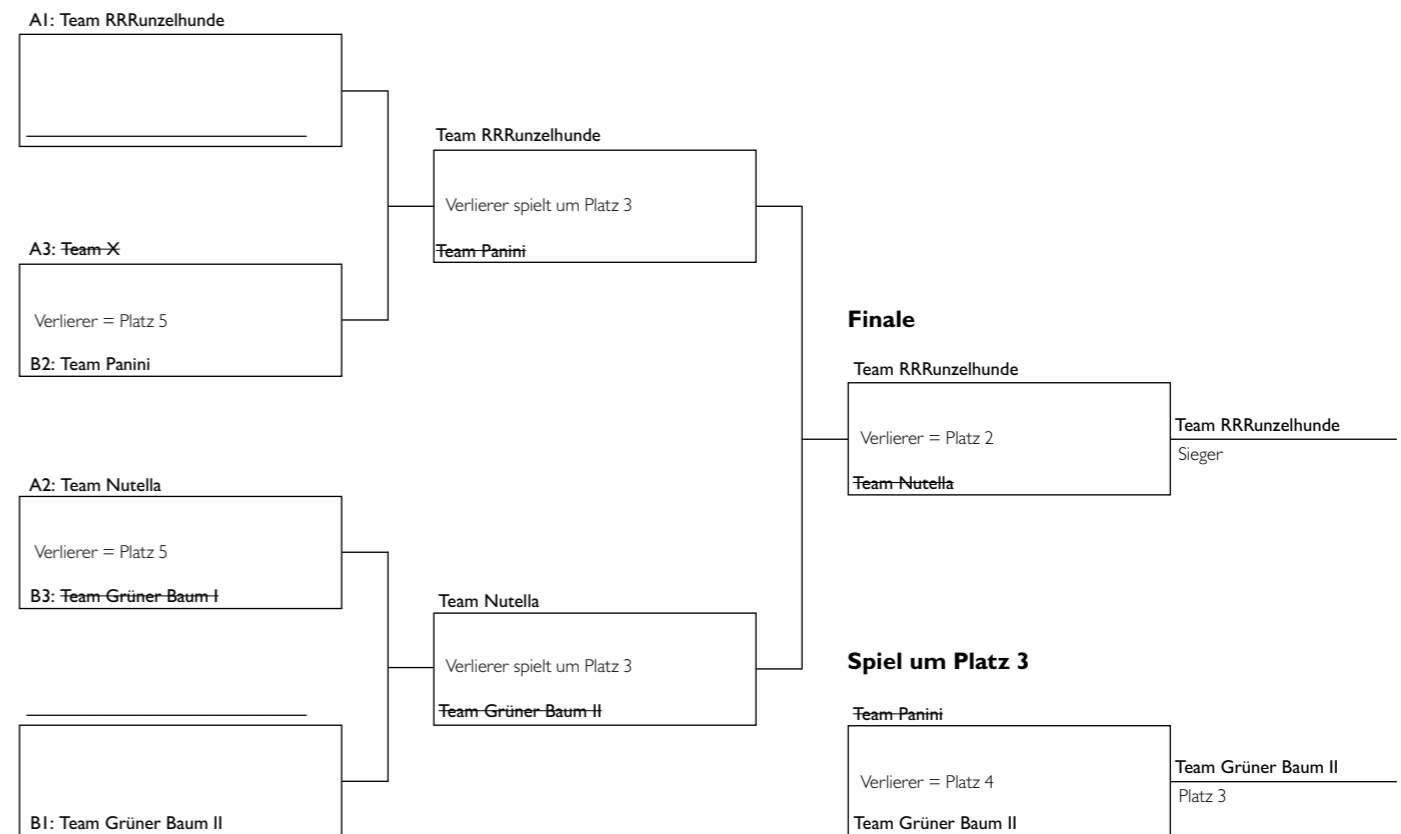 A1: Team RRRunzelhunde
Team RRRunzelhunde
Verlierer spielt um Platz 3
Team Panini
A3: Team X
Verlierer = Platz 5
B2: Team Panini
Finale
Team RRRunzelhunde
Verlierer = Platz 2
Team Nutella
Team RRRunzelhunde
Sieger
A2: Team Nutella
Verlierer = Platz 5
B3: Team Grüner Baum I
Team Nutella
Verlierer spielt um Platz 3
Team Grüner Baum II
B1: Team Grüner Baum II
Spiel um Platz 3
Team Panini
Verlierer = Platz 4
Team Grüner Baum II
Team Grüner Baum II
Platz 3